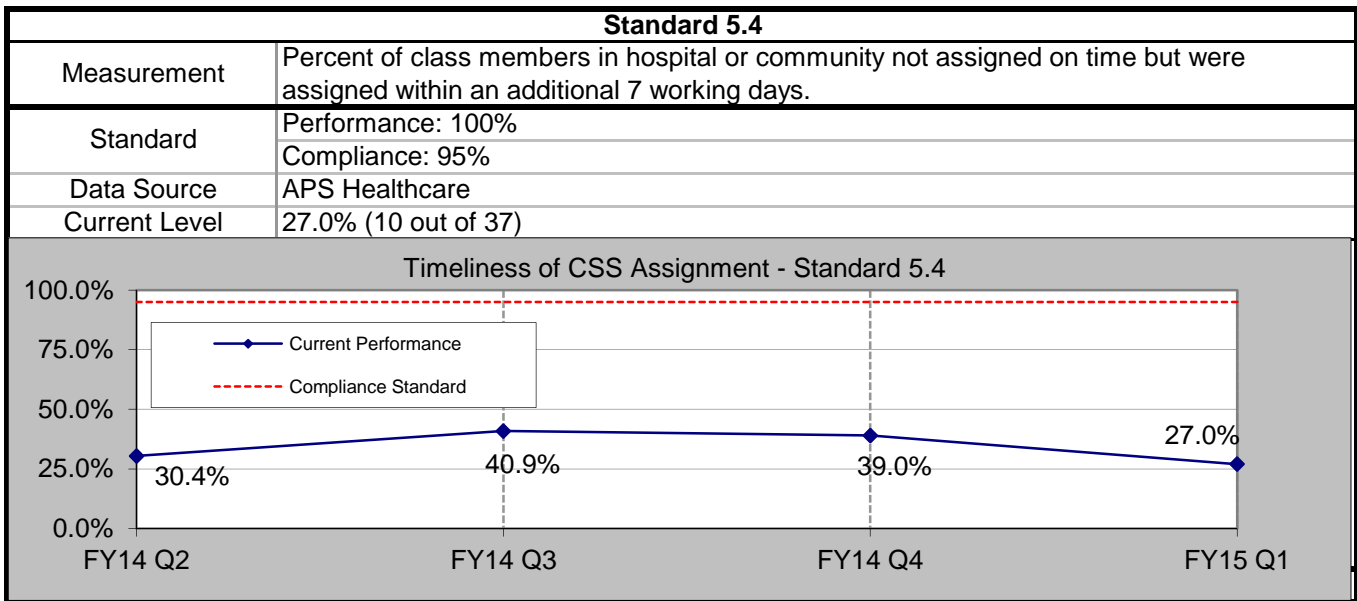 Standard 5.4
Measurement
Percent of class members in hospital or community not assigned on time but were
assigned within an additional 7 working days.
Standard
Performance: 100%
Compliance: 95%
Data Source
APS Healthcare
Current Level
27.0% (10 out of 37)
Timeliness of CSS Assignment - Standard 5.4
100.0%
75.0%
50.0%
25.0%
0.0%
Current Performance
Compliance Standard
30.4%
40.9%
39.0%
27.0%
FY14 Q2
FY14 Q3
FY14 Q4
FY15 Q1